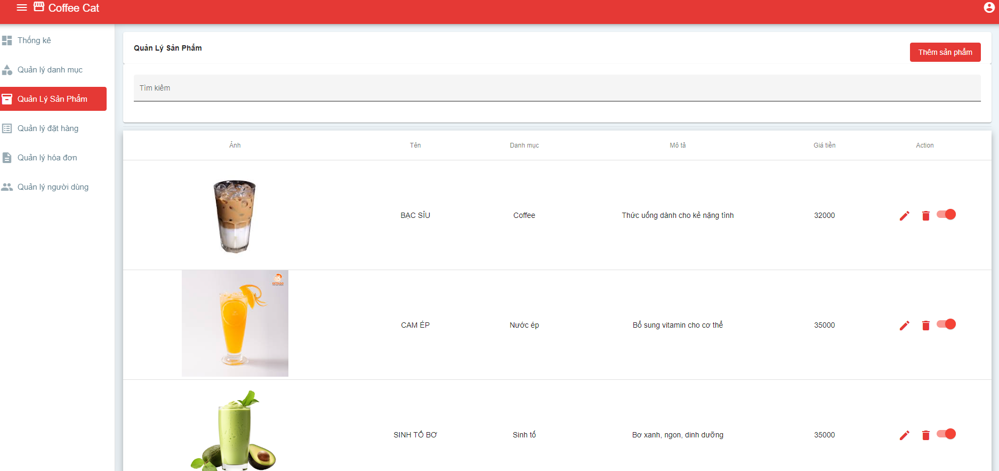 Coffee Cat
Thống kê
Quản lý danh mục
Quản Lý Sản Phẩm
Quản lý đặt hàng
Quản lý hóa đơn
Quản lý người dùng
Quản Lý Sản Phẩm
Thêm sản phẩm
Tìm kiếm
Ảnh Tên Danh mục Mô tả Giá tiền Action
BẠC SỈU Coffee Thức uống dành cho kẻ nặng tình 32000
CAM ÉP Nước ép Bổ sung vitamin cho cơ thể 35000
SINH TỐ BƠ Sinh tố Bơ xanh, ngon, dinh dưỡng 35000